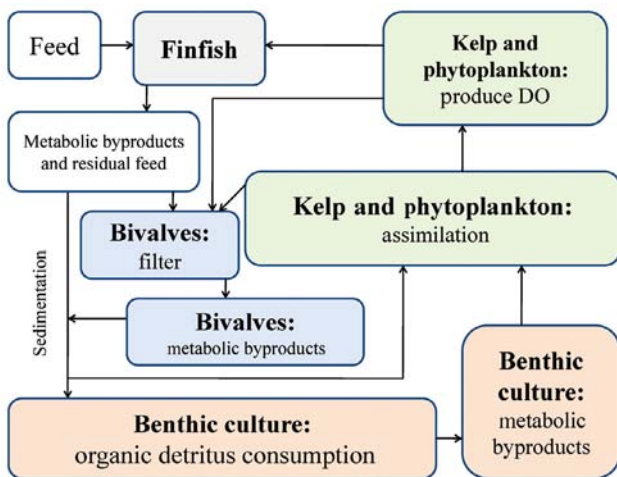 Feed
Finfish
Kelp and
phytoplankton:
produce DO
Metabolic byproducts
and residual feed
Kelp and phytoplankton:
assimilation
Bivalves:
filter
Sedimentation
Bivalves:
metabolic byproducts
Benthic
culture:
metabolic
byproducts
Benthic culture:
organic detritus consumption